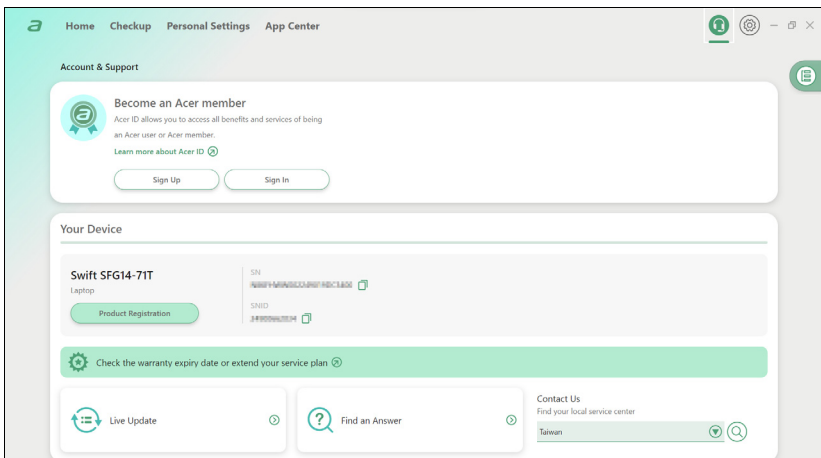 a Home Checkup Personal Settings App Center
Account & Support
Become an Acer member
Acer ID allows you to access all benefits and services of being
an Acer user or Acer member.
Learn more about Acer ID
Sign Up Sign In
Your Device
Swift SFG14-71T
Laptop
Product Registration
SN
SNID
Check the warranty expiry date or extend your service plan
Live Update
Find an Answer
Contact Us
Find your local service center
Taiwan